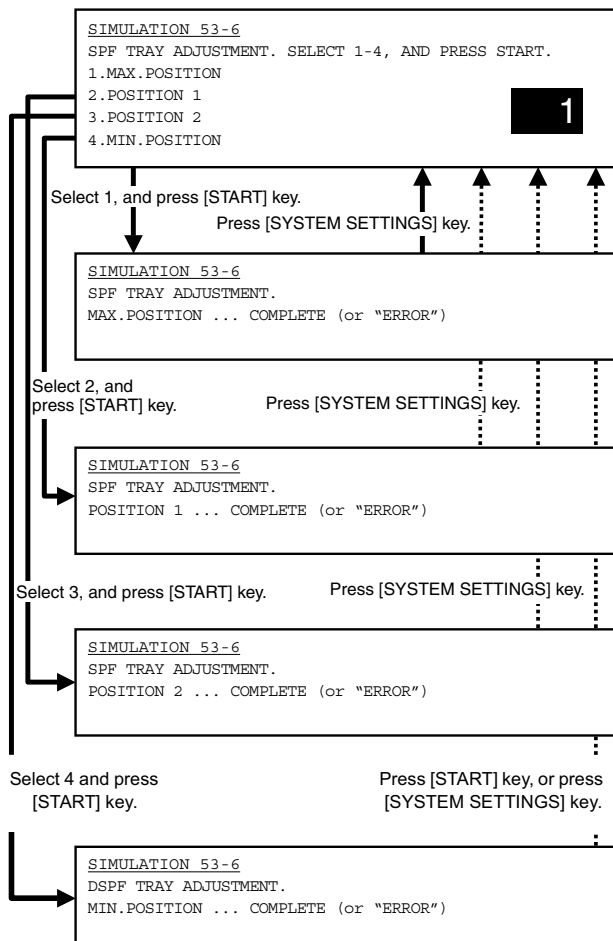 SIMULATION 53-6
SPF TRAY ADJUSTMENT. SELECT 1-4, AND PRESS START.
1.MAX.POSITION
2.POSITION 1
3.POSITION 2
4.MIN.POSITION
1
Select 1, and press [START] key.
Press [SYSTEM SETTINGS] key.
SIMULATION 53-6
SPF TRAY ADJUSTMENT.
MAX.POSITION ... COMPLETE (or “ERROR”)
Select 2, and
press [START] key.
Press [SYSTEM SETTINGS] key.
SIMULATION 53-6
SPF TRAY ADJUSTMENT.
POSITION 1 ... COMPLETE (or “ERROR”)
Select 3, and press [START] key.
Press [SYSTEM SETTINGS] key.
SIMULATION 53-6
SPF TRAY ADJUSTMENT.
POSITION 2 ... COMPLETE (or “ERROR”)
Select 4 and press
[START] key.
Press [START] key, or press
[SYSTEM SETTINGS] key.
SIMULATION 53-6
DSPF TRAY ADJUSTMENT.
MIN.POSITION ... COMPLETE (or “ERROR”)